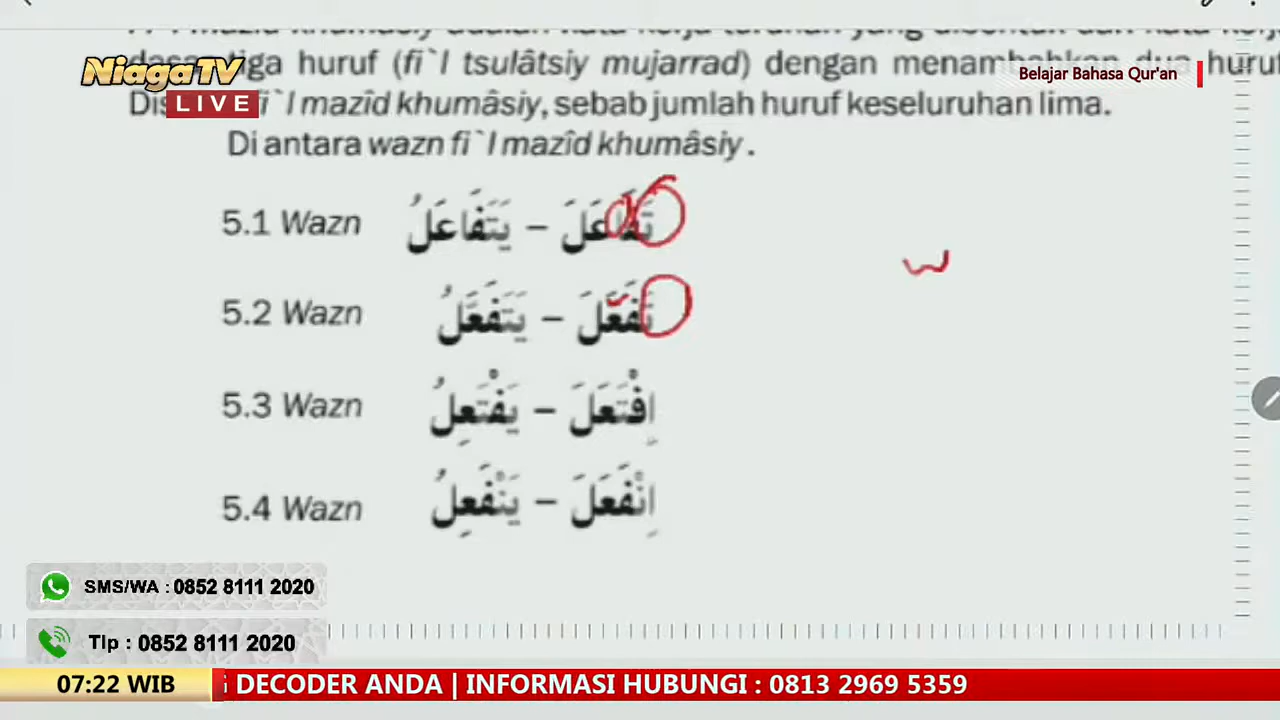 dengan tiga huruf (fi`l tsulâtsiy mujarrad) dengan menambahkan dua huruf
NiagaTV
LIVE
Belajar Bahasa Qur'an
fi`l mazîd khumâsiy, sebab jumlah huruf keseluruhan lima.
Di antara wazn fi`l mazîd khumâsiy.
5.1 Wazn تَفَاعَلَ – يَتَفَاعَلُ
5.2 Wazn تَفَعَّلَ – يَتَفَعَّلُ
5.3 Wazn اِفْتَعَلَ – يَفْتَعِلُ
5.4 Wazn اِنْفَعَلَ – يَنْفَعِلُ
SMS/WA : 0852 8111 2020
Tlp : 0852 8111 2020
07:22 WIB
DECODER ANDA | INFORMASI HUBUNGI : 0813 2969 5359